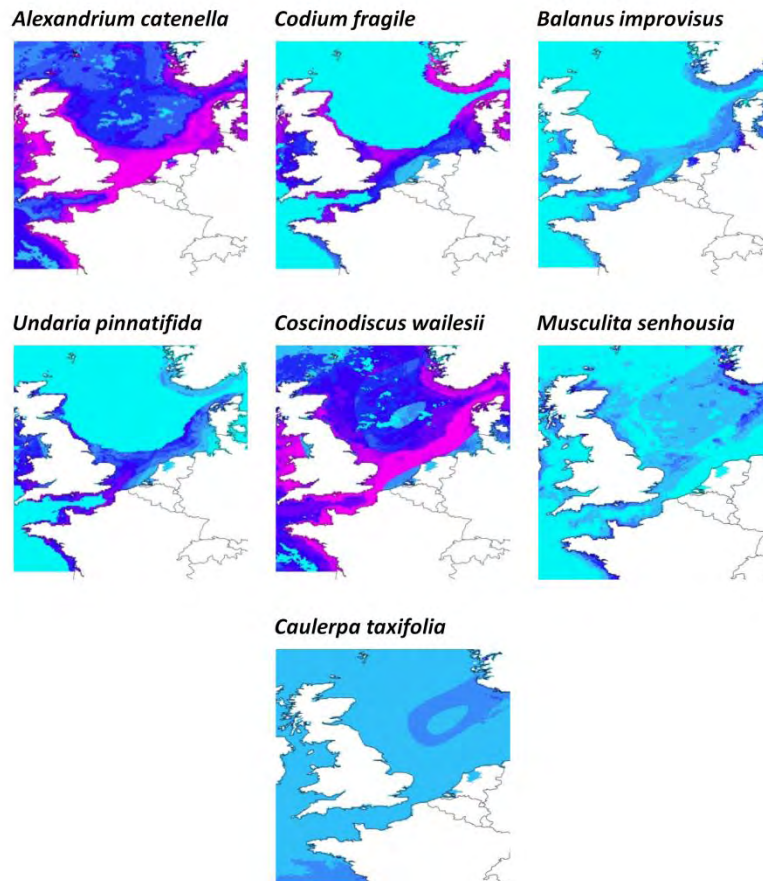 Alexandrium catenella
Codium fragile
Balanus improvisus
Undaria pinnatifida
Coscinodiscus wailesii
Musculita senhousia
Caulerpa taxifolia